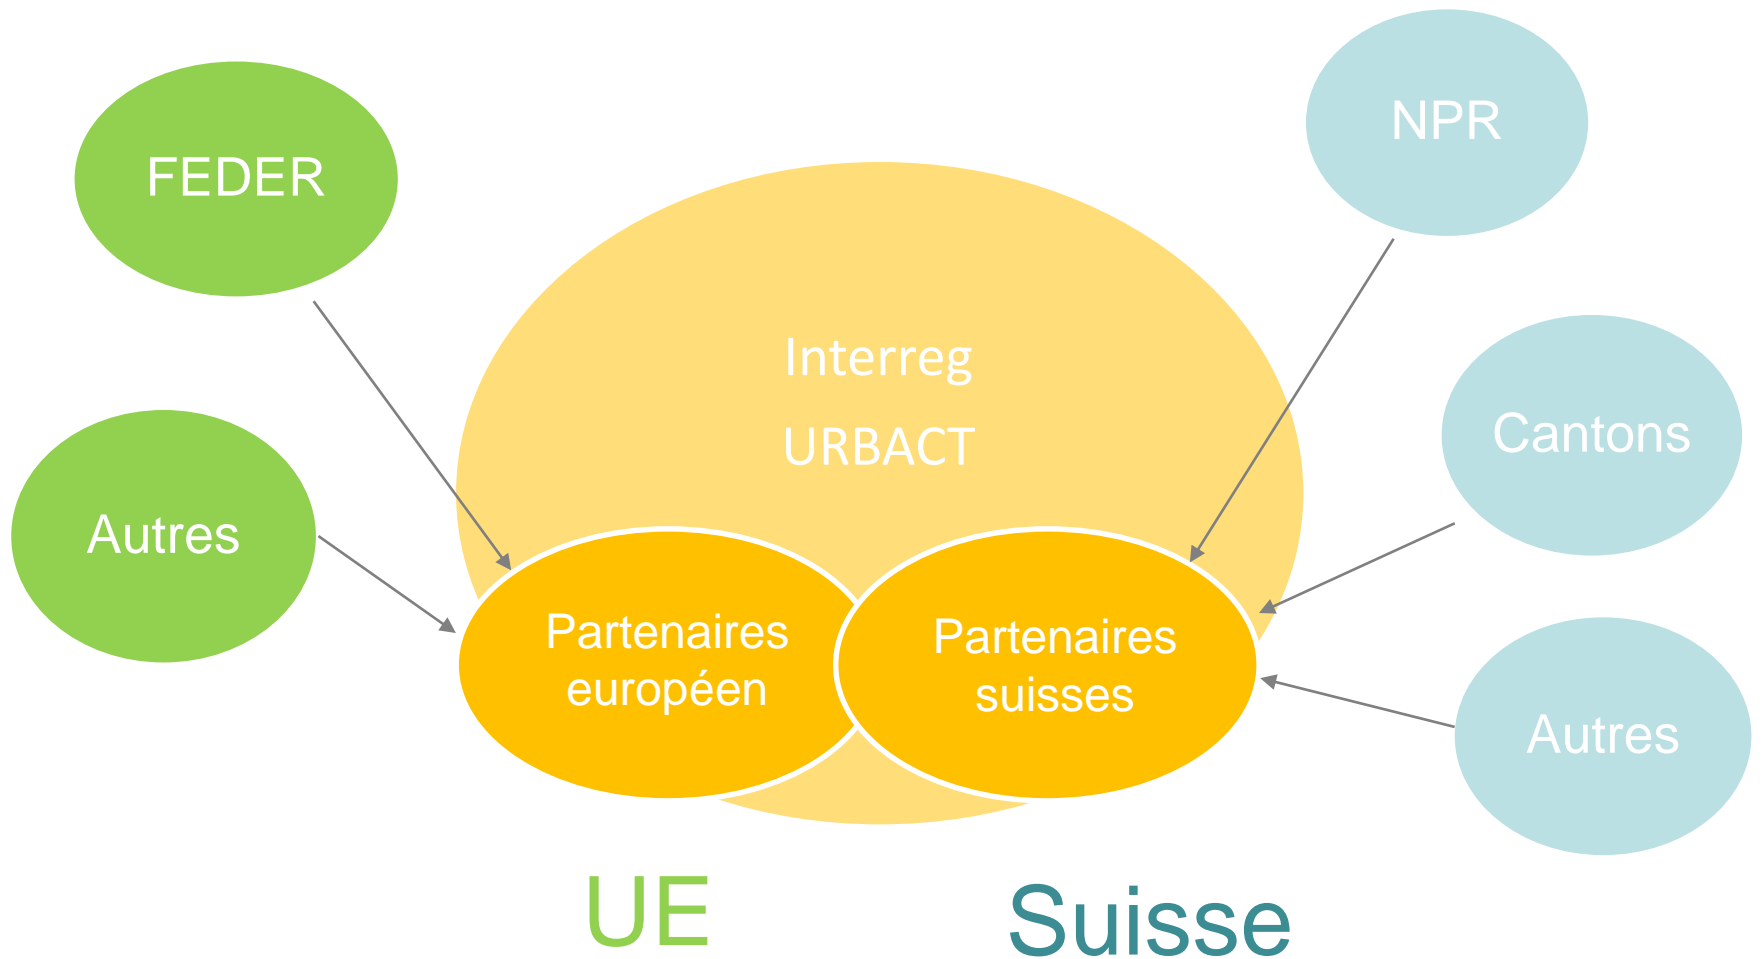 NPR
FEDER
Interreg
URBACT
Cantons
Autres
Partenaires
européen
Partenaires
suisses
Autres
UE
Suisse